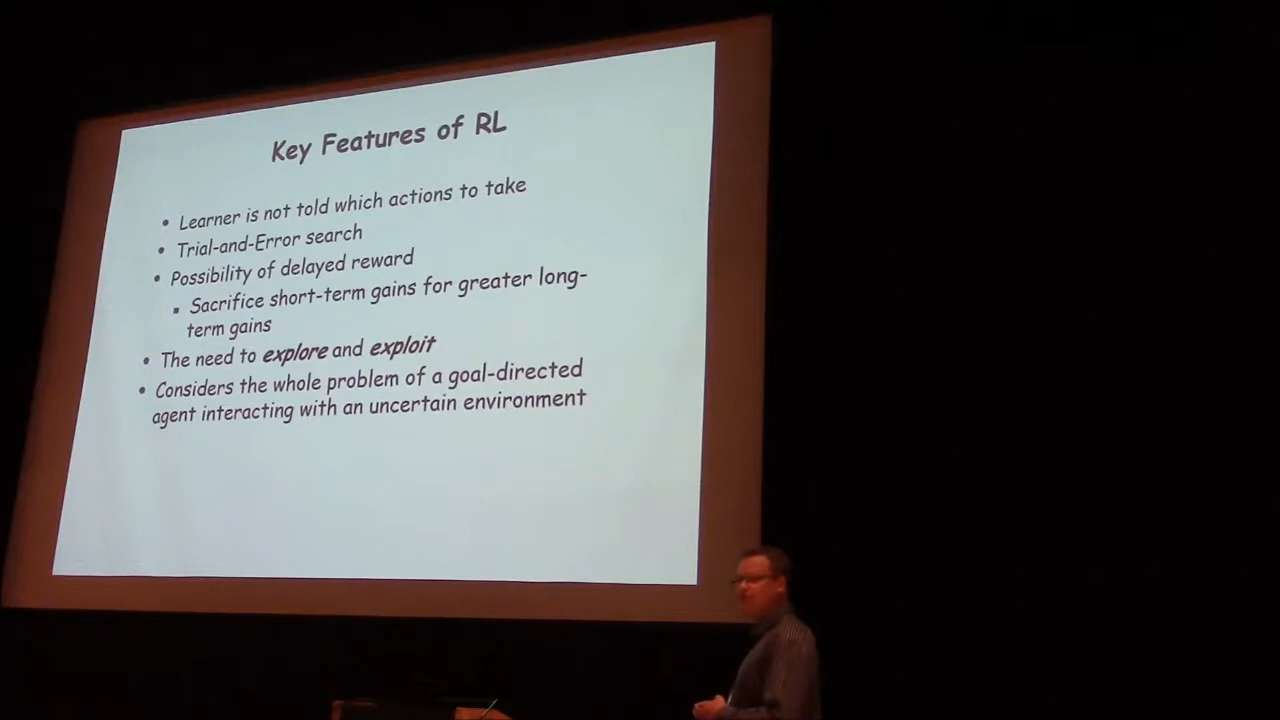 Key Features of RL
• Learner is not told which actions to take
• Trial-and-Error search
• Possibility of delayed reward
▪ Sacrifice short-term gains for greater long-
term gains
• The need to explore and exploit
• Considers the whole problem of a goal-directed
agent interacting with an uncertain environment